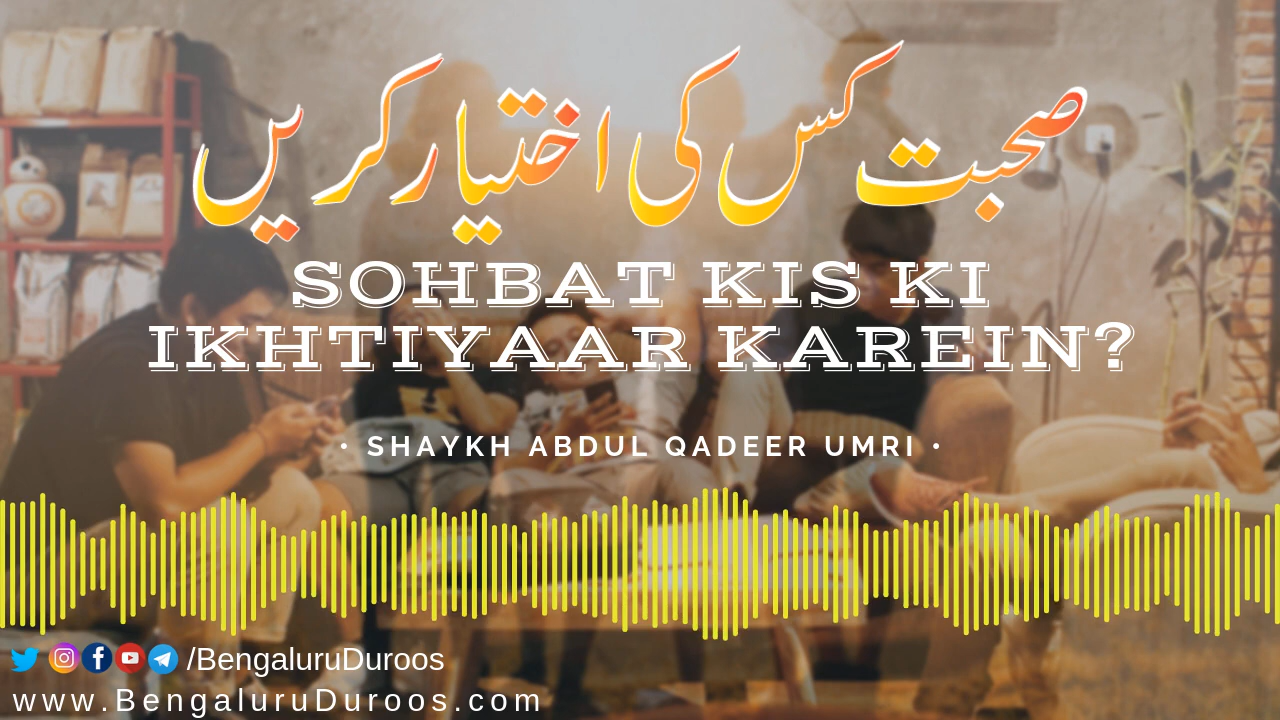 صحبت کس کی اختیار کریں
SOHBAT KIS KI
IKHTIYAAR KAREIN?
• SHAYKH ABDUL QADEER UMRI •
/BengaluruDuroos
www.BengaluruDuroos.com